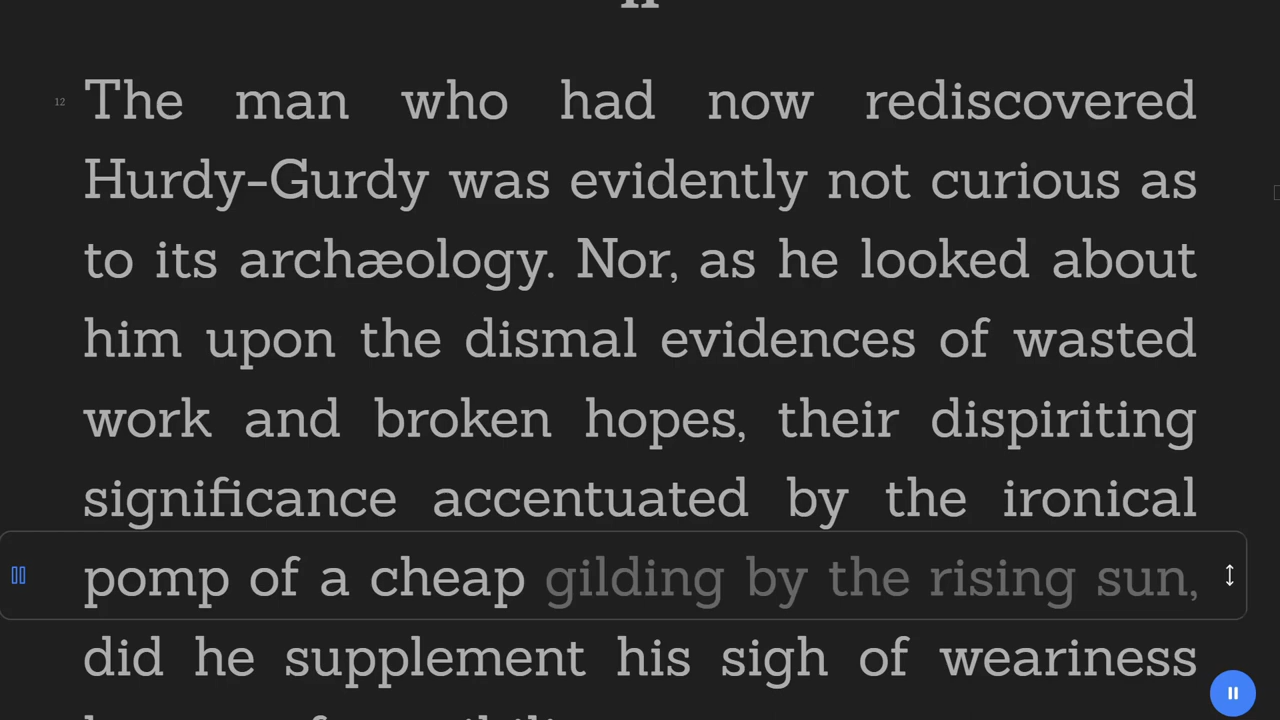 II
12
The man who had now rediscovered
Hurdy-Gurdy was evidently not curious as
to its archæology. Nor, as he looked about
him upon the dismal evidences of wasted
work and broken hopes, their dispiriting
significance accentuated by the ironical
pomp of a cheap gilding by the rising sun,
did he supplement his sigh of weariness